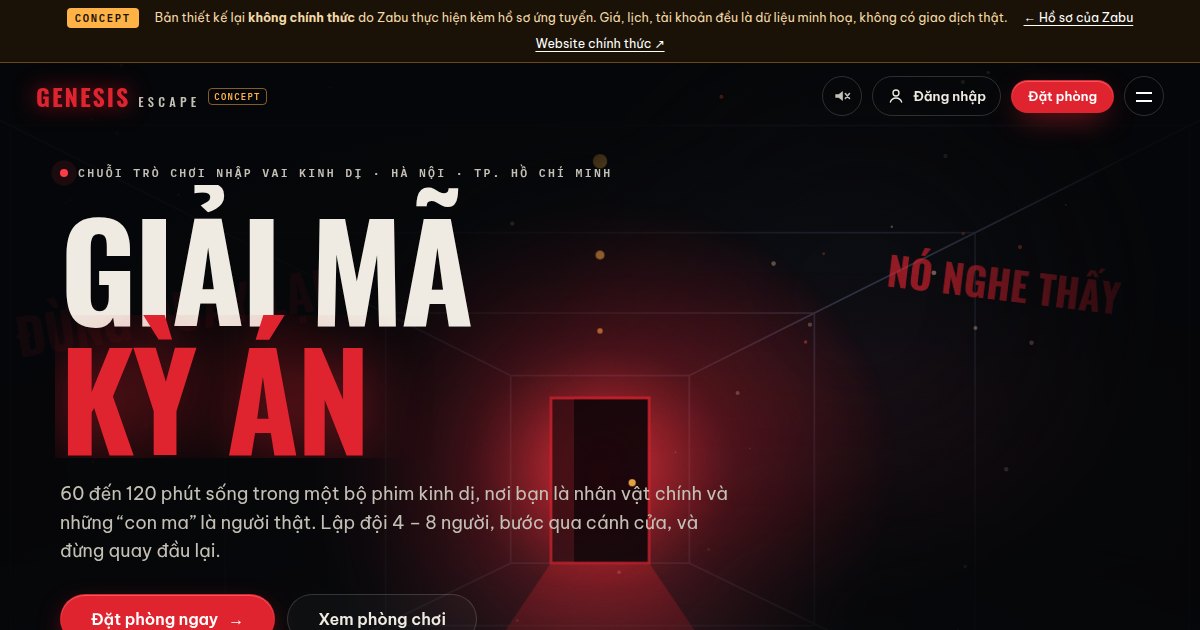 CONCEPT Bản thiết kế lại không chính thức do Zabu thực hiện kèm hồ sơ ứng tuyển. Giá, lịch, tài khoản đều là dữ liệu minh hoạ, không có giao dịch thật. ← Hồ sơ của Zabu
Website chính thức ↗
GENESIS ESCAPE CONCEPT Đăng nhập Đặt phòng
CHUỖI TRÒ CHƠI NHẬP VAI KINH DỊ · HÀ NỘI · TP. HỒ CHÍ MINH
GIẢI MÃ
KỲ ÁN
NÓ NGHE THẤY
60 đến 120 phút sống trong một bộ phim kinh dị, nơi bạn là nhân vật chính và
những “con ma” là người thật. Lập đội 4 – 8 người, bước qua cánh cửa, và
đừng quay đầu lại.
Đặt phòng ngay →
Xem phòng chơi